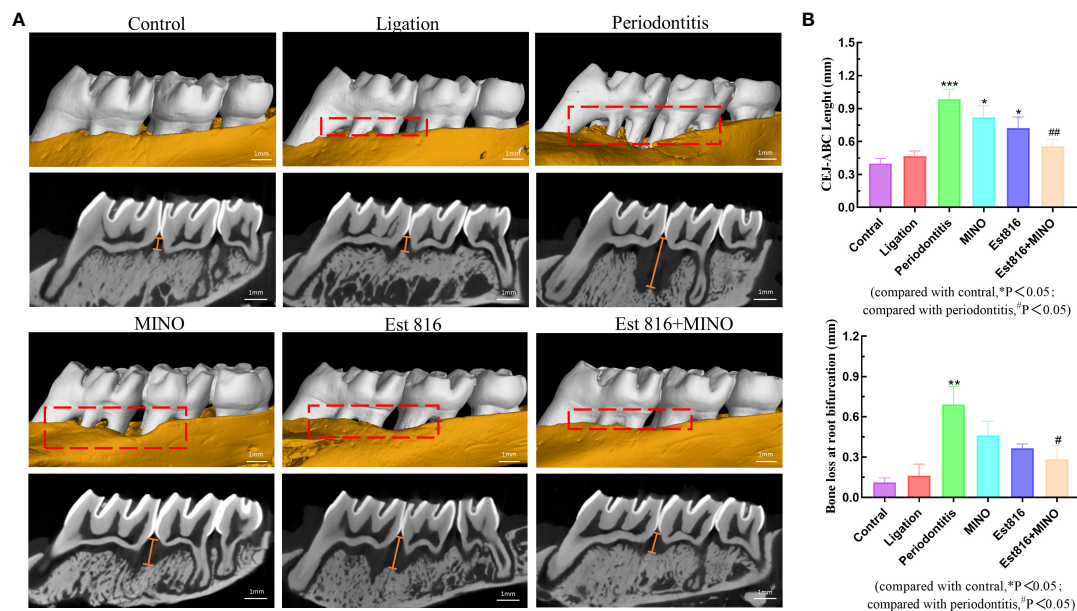 A
Control
Ligation
Periodontitis
1mm
1mm
1mm
1mm
1mm
1mm
MINO
Est 816
Est 816+MINO
1mm
1mm
1mm
1mm
1mm
1mm
B
CEJ-ABC Lenght (mm)
1.5
1.2
0.9
0.6
0.3
0.0
***
*
*
##
Contral
Ligation
Periodontitis
MINO
Est816
Est816+MINO
(compared with contral,*P<0.05;
compared with periodontitis,#P<0.05)
Bone loss at root bifurcation (mm)
1.2
0.9
0.6
0.3
0.0
**
#
Contral
Ligation
Periodontitis
MINO
Est816
Est816+MINO
(compared with contral,*P<0.05;
compared with periodontitis,#P<0.05)